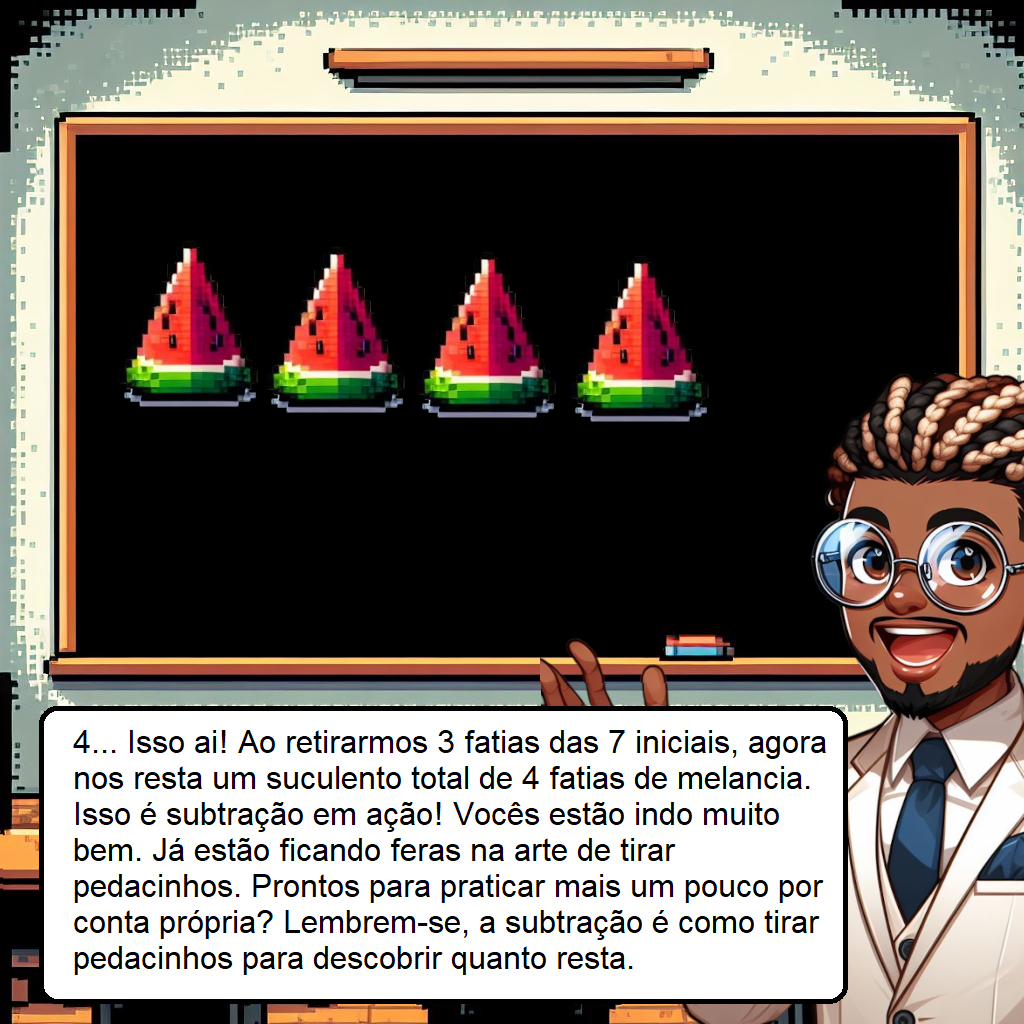 4... Isso ai! Ao retirarmos 3 fatias das 7 iniciais, agora
nos resta um suculento total de 4 fatias de melancia.
Isso é subtração em ação! Vocês estão indo muito
bem. Já estão ficando feras na arte de tirar
pedacinhos. Prontos para praticar mais um pouco por
conta própria? Lembrem-se, a subtração é como tirar
pedacinhos para descobrir quanto resta.